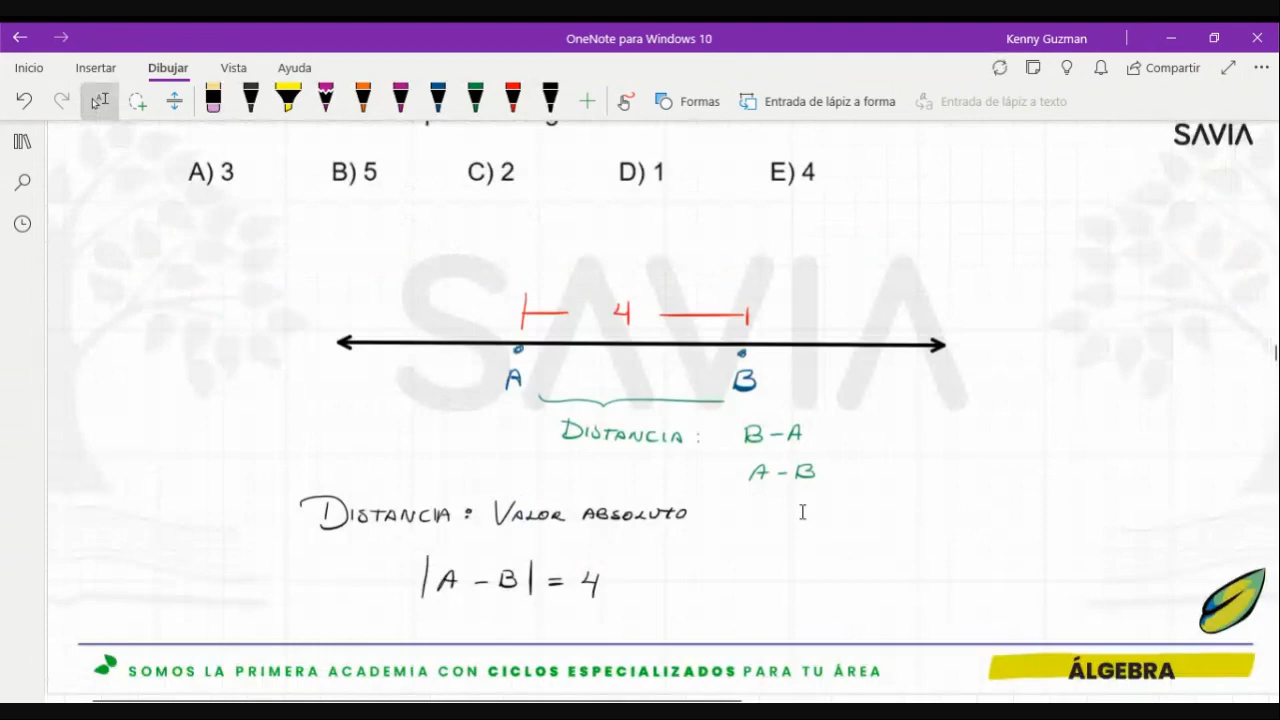 OneNote para Windows 10
Kenny Guzman
Inicio Insertar Dibujar Vista Ayuda
Compartir
Formas Entrada de lápiz a forma Entrada de lápiz a texto
SAVIA
A) 3 B) 5 C) 2 D) 1 E) 4
SAVIA
4
A B
DISTANCIA : B - A
A - B
DISTANCIA : VALOR ABSOLUTO
|A - B| = 4
SOMOS LA PRIMERA ACADEMIA CON CICLOS ESPECIALIZADOS PARA TU ÁREA
ÁLGEBRA